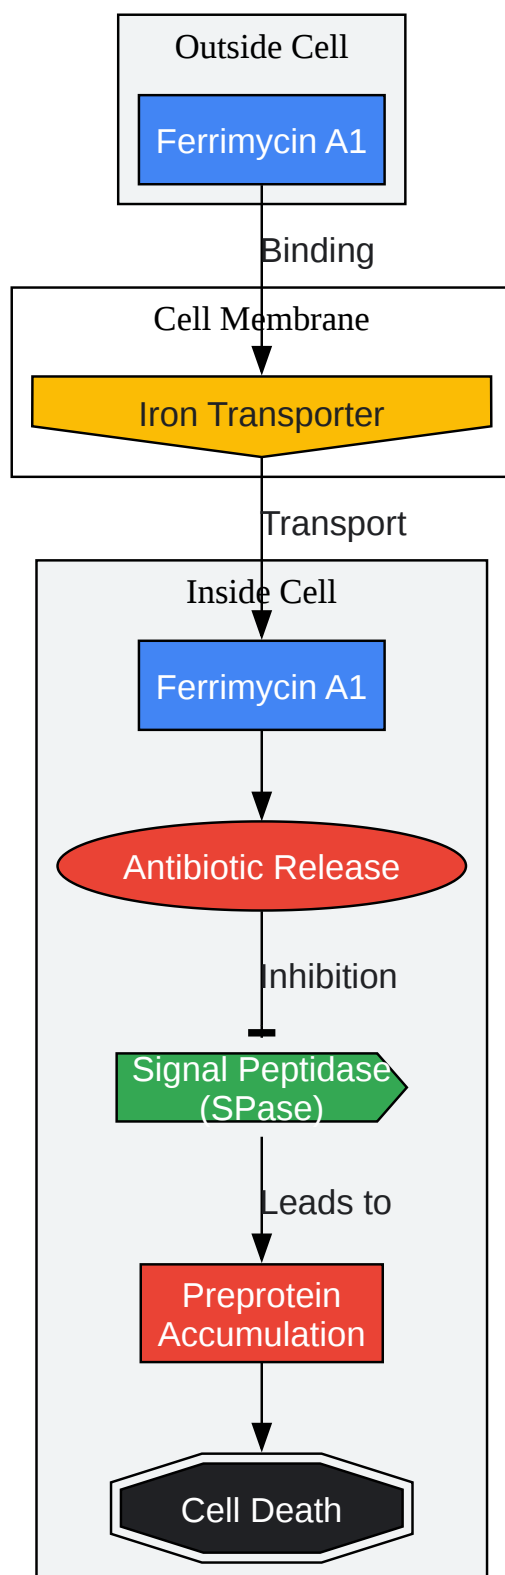 Outside Cell
Ferrimycin A1
Binding
Cell Membrane
Iron Transporter
Transport
Inside Cell
Ferrimycin A1
Antibiotic Release
Inhibition
Signal Peptidase
(SPase)
Leads to
Preprotein
Accumulation
Cell Death